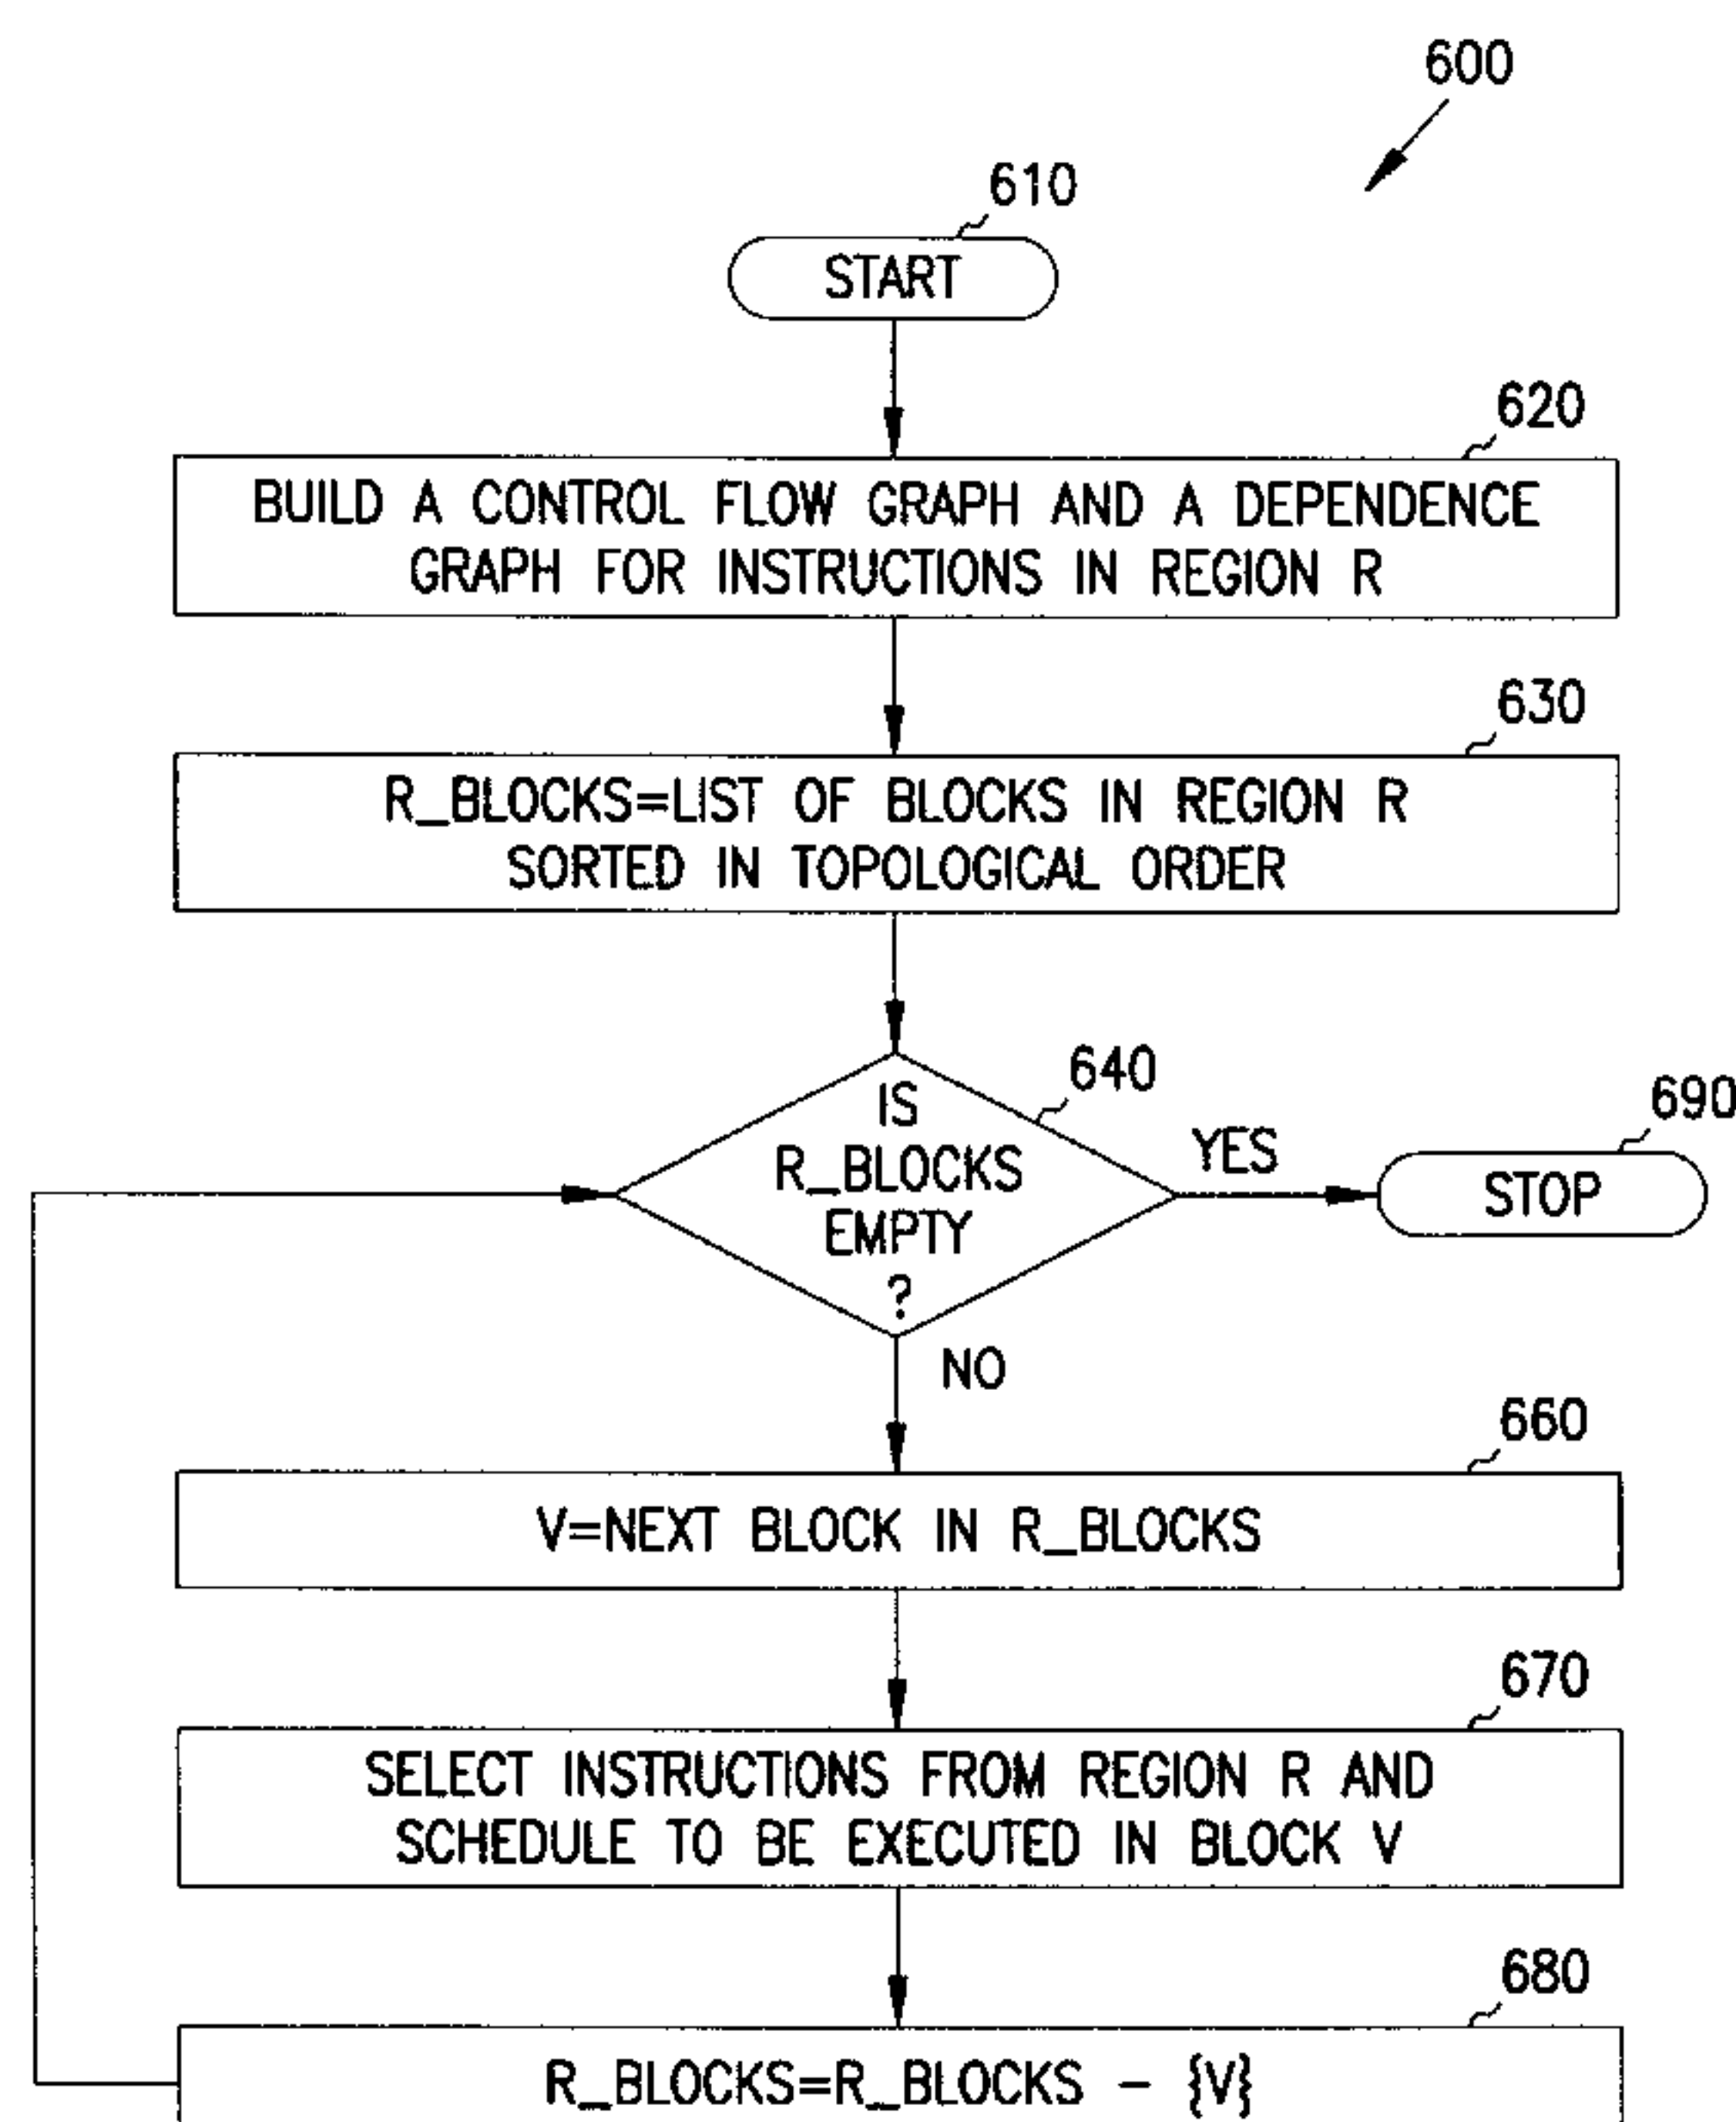 600
610
START
620
BUILD A CONTROL FLOW GRAPH AND A DEPENDENCE
GRAPH FOR INSTRUCTIONS IN REGION R
630
R_BLOCKS=LIST OF BLOCKS IN REGION R
SORTED IN TOPOLOGICAL ORDER
640
IS
R_BLOCKS
EMPTY
?
YES
690
STOP
NO
660
V=NEXT BLOCK IN R_BLOCKS
670
SELECT INSTRUCTIONS FROM REGION R AND
SCHEDULE TO BE EXECUTED IN BLOCK V
680
R_BLOCKS=R_BLOCKS - {V}